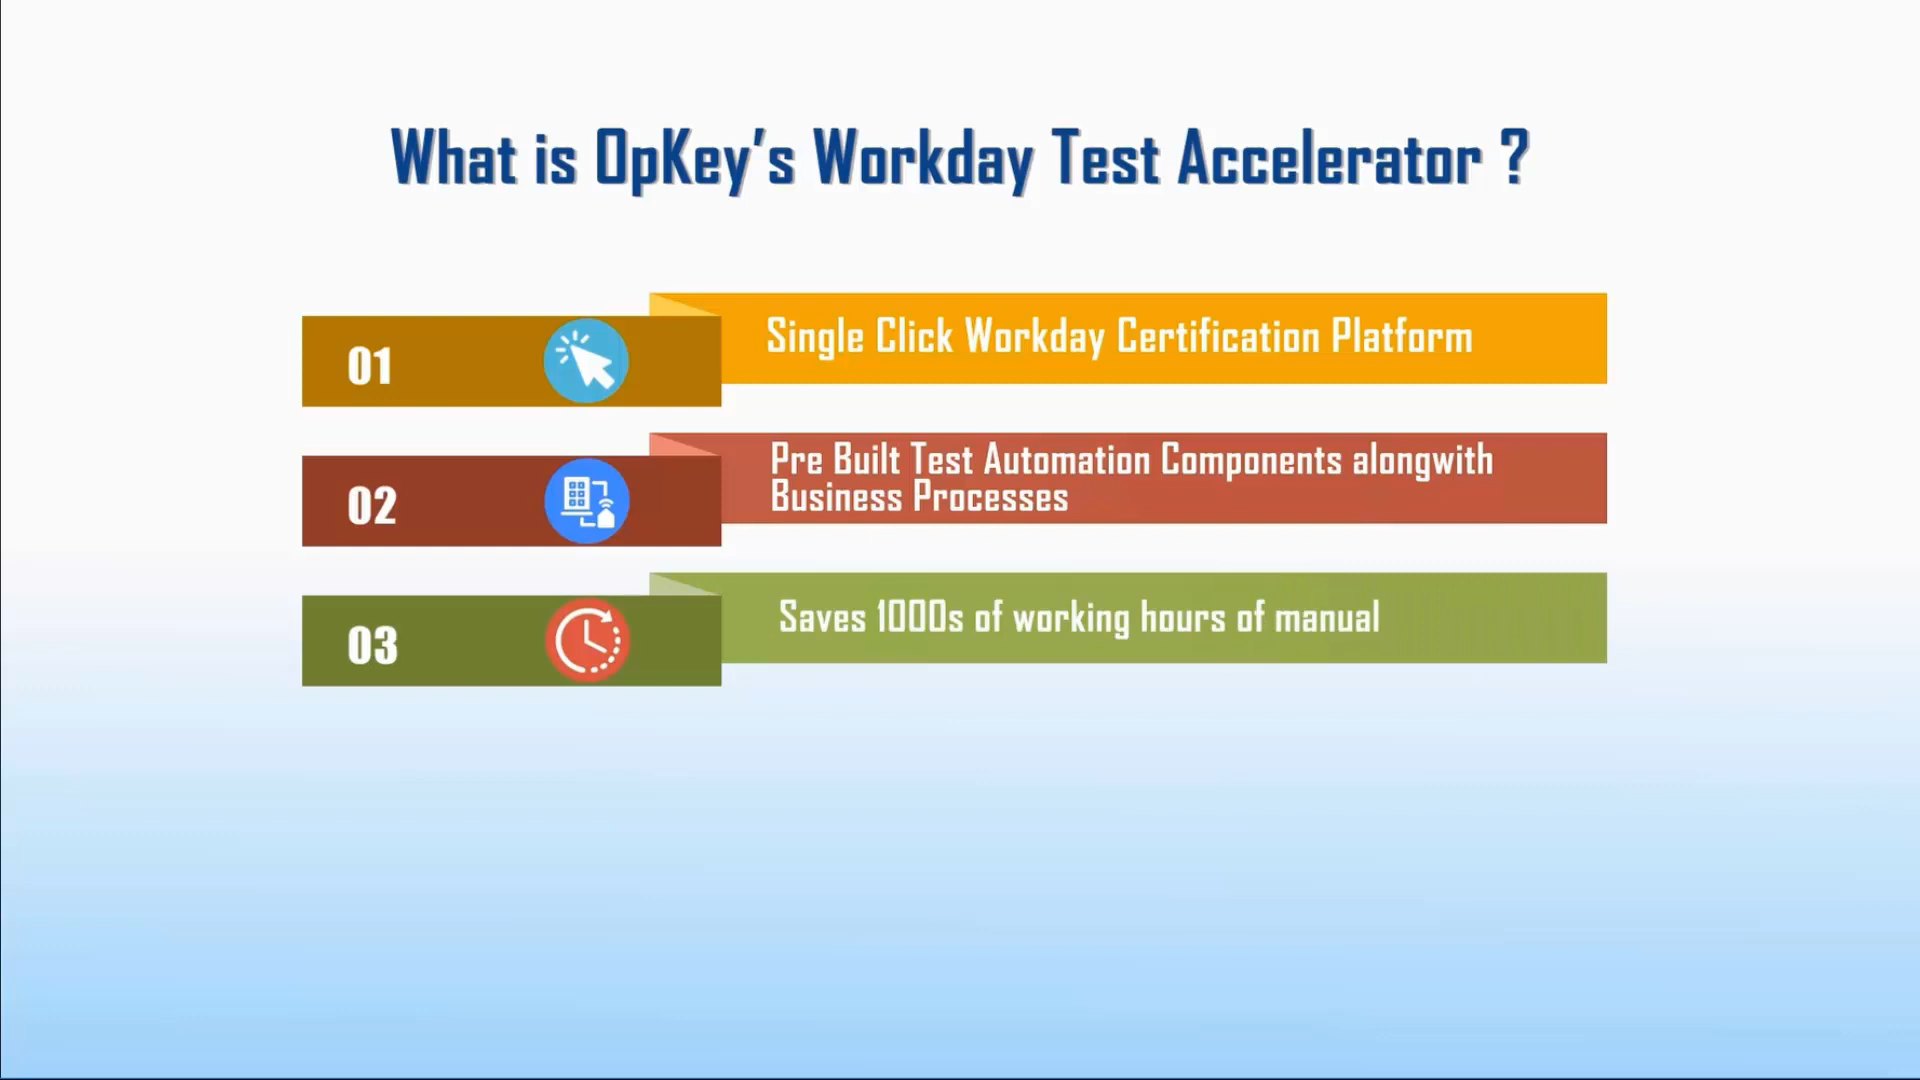 What is OpKey's Workday Test Accelerator ?
01
Single Click Workday Certification Platform
02
Pre Built Test Automation Components alongwith
Business Processes
03
Saves 1000s of working hours of manual